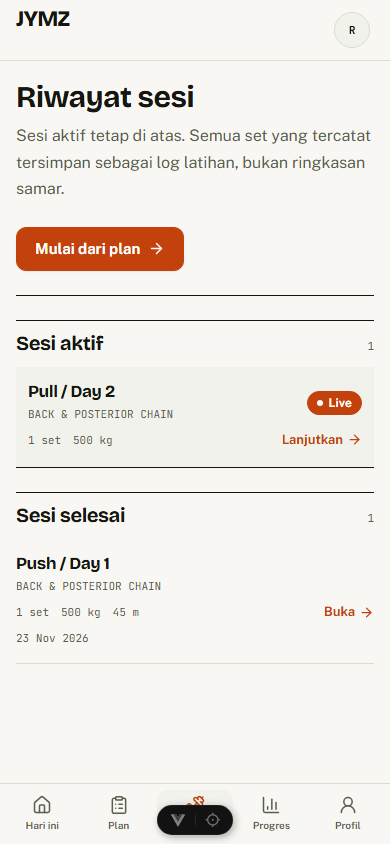 JYMZ
R
Riwayat sesi
Sesi aktif tetap di atas. Semua set yang tercatat
tersimpan sebagai log latihan, bukan ringkasan
samar.
Mulai dari plan
Sesi aktif
1
Pull / Day 2
Live
BACK & POSTERIOR CHAIN
1 set 500 kg
Lanjutkan
Sesi selesai
1
Push / Day 1
BACK & POSTERIOR CHAIN
1 set 500 kg 45 m
Buka
23 Nov 2026
Hari ini
Plan
Progres
Profil